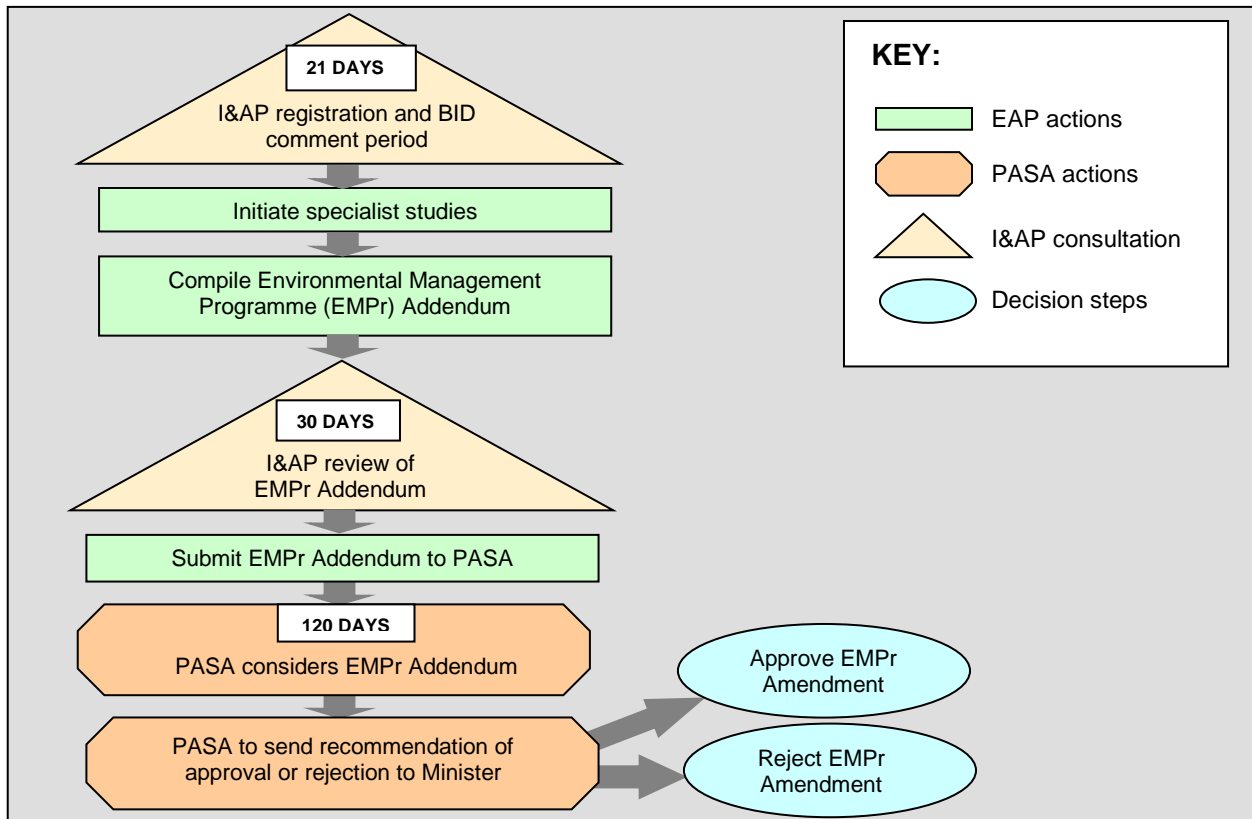 21 DAYS
I&AP registration and BID
comment period
Initiate specialist studies
Compile Environmental Management
Programme (EMPr) Addendum
30 DAYS
I&AP review of
EMPr Addendum
Submit EMPr Addendum to PASA
120 DAYS
PASA considers EMPr Addendum
PASA to send recommendation of
approval or rejection to Minister
Approve EMPr
Amendment
Reject EMPr
Amendment
KEY:
EAP actions
PASA actions
I&AP consultation
Decision steps